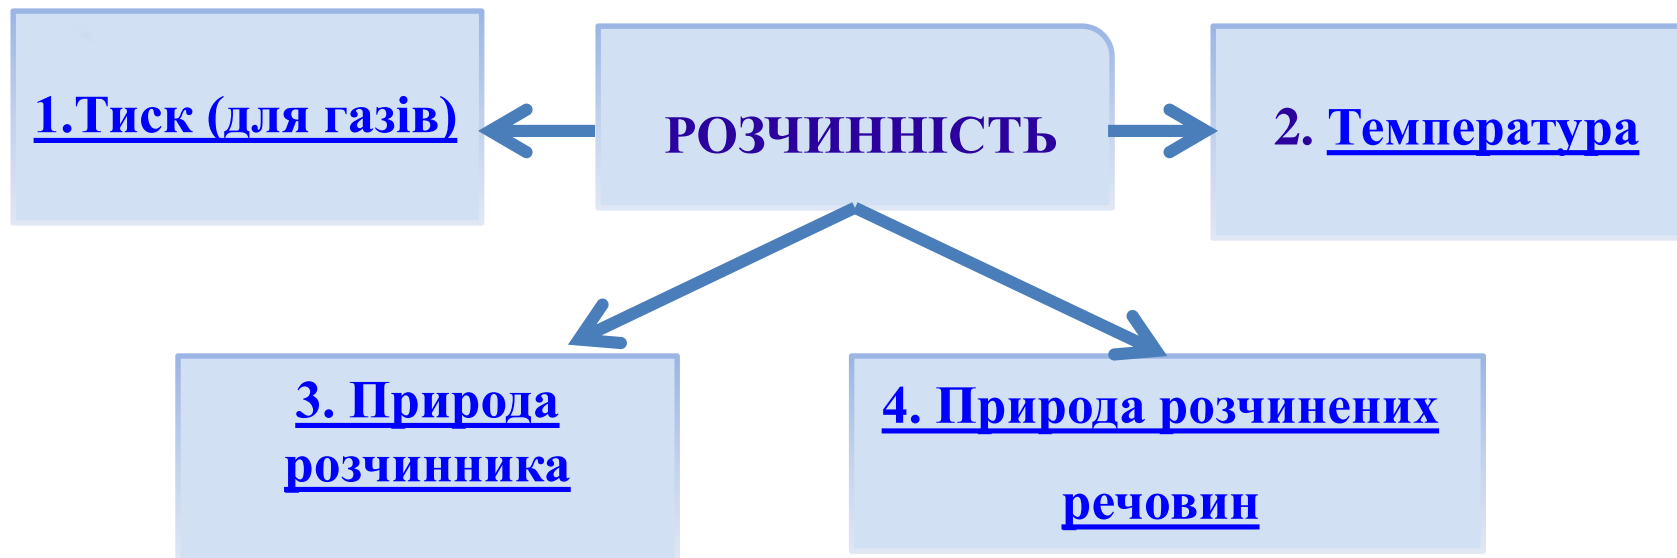 1.Тиск (для газів)
РОЗЧИННІСТЬ
2. Температура
3. Природа
розчинника
4. Природа розчинених
речовин